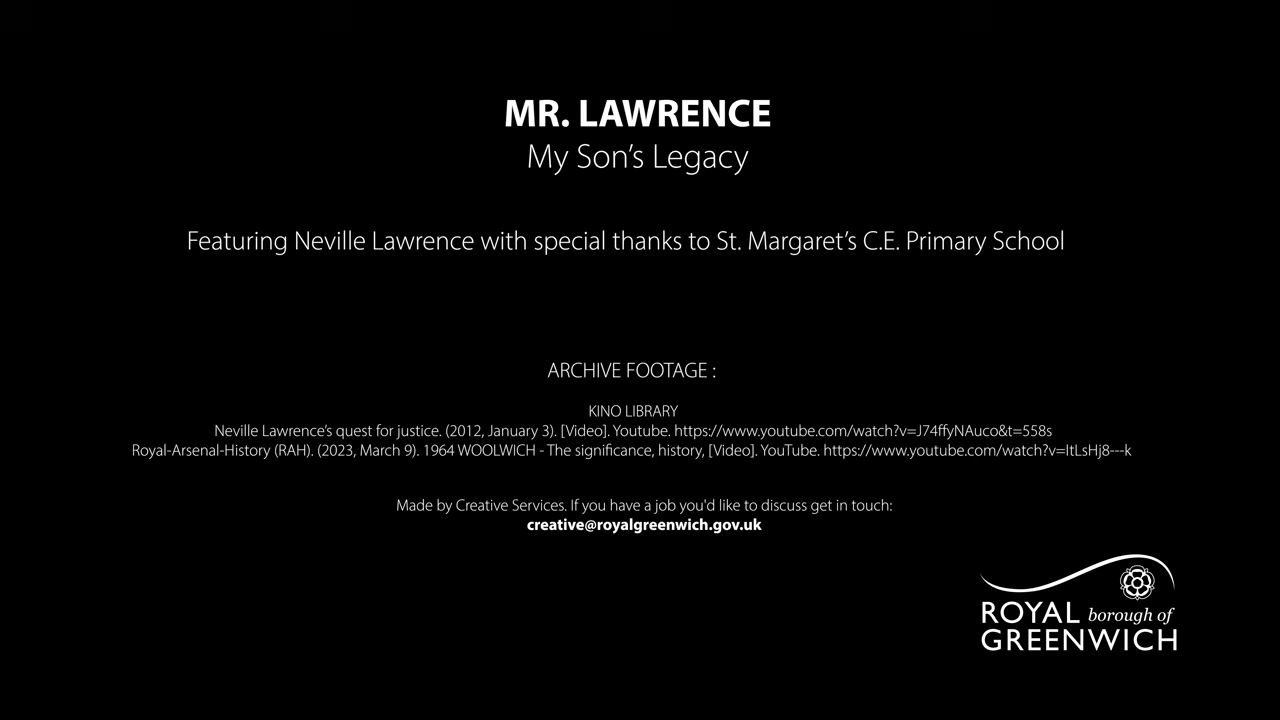 MR. LAWRENCE
My Son’s Legacy
Featuring Neville Lawrence with special thanks to St. Margaret’s C.E. Primary School
ARCHIVE FOOTAGE :
KINO LIBRARY
Neville Lawrence’s quest for justice. (2012, January 3). [Video]. Youtube. https://www.youtube.com/watch?v=J74ffyNAuco&t=558s
Royal-Arsenal-History (RAH). (2023, March 9). 1964 WOOLWICH - The significance, history, [Video]. YouTube. https://www.youtube.com/watch?v=ItLsHj8---k
Made by Creative Services. If you have a job you'd like to discuss get in touch:
creative@royalgreenwich.gov.uk
ROYAL borough of
GREENWICH